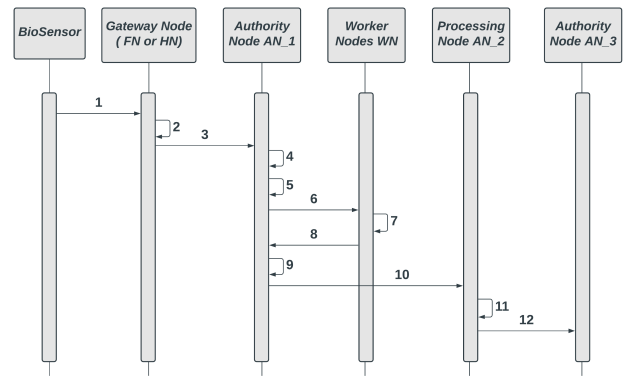 BioSensor
Gateway Node
( FN or HN)
Authority
Node AN_1
Worker
Nodes WN
Processing
Node AN_2
Authority
Node AN_3
1
2
3
4
5
6
7
8
9
10
11
12